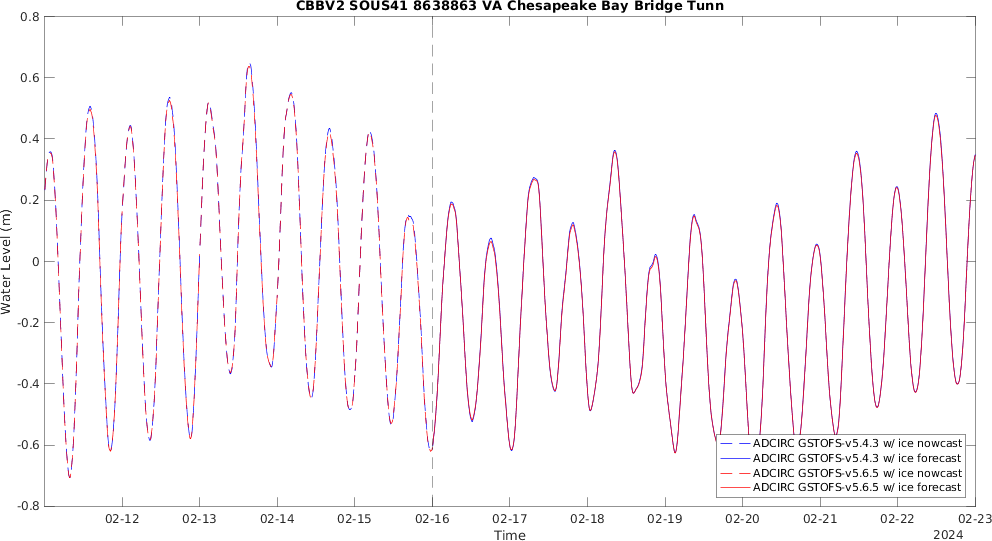 CBBV2 SOUS41 8638863 VA Chesapeake Bay Bridge Tunn
Water Level (m)
0.8
0.6
0.4
0.2
0
-0.2
-0.4
-0.6
-0.8
ADCIRC GSTOFS-v5.4.3 w/ ice nowcast
ADCIRC GSTOFS-v5.4.3 w/ ice forecast
ADCIRC GSTOFS-v5.6.5 w/ ice nowcast
ADCIRC GSTOFS-v5.6.5 w/ ice forecast
02-12 02-13 02-14 02-15 02-16 02-17 02-18 02-19 02-20 02-21 02-22 02-23
Time
2024